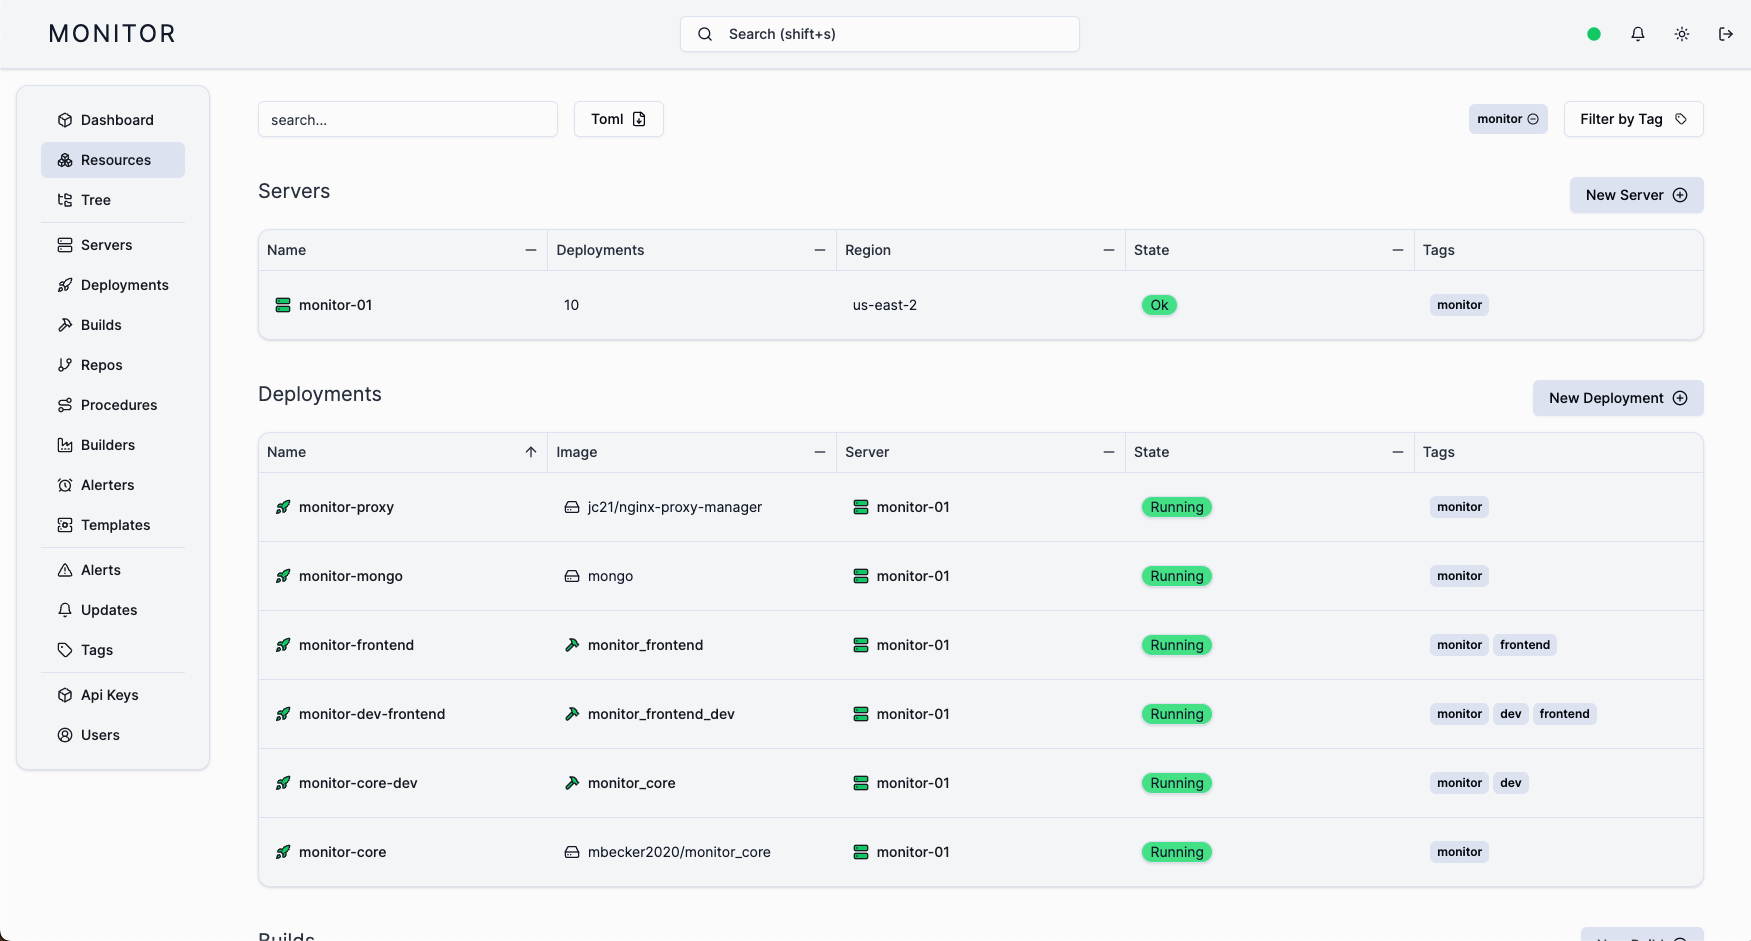 MONITOR
Search (shift+s)
Dashboard
Resources
Tree
Servers
Deployments
Builds
Repos
Procedures
Builders
Alerters
Templates
Alerts
Updates
Tags
Api Keys
Users
search...
Toml
monitor
Filter by Tag
Servers
New Server
Name Deployments Region State Tags
monitor-01 10 us-east-2 Ok monitor
Deployments
New Deployment
Name Image Server State Tags
monitor-proxy jc21/nginx-proxy-manager monitor-01 Running monitor
monitor-mongo mongo monitor-01 Running monitor
monitor-frontend monitor_frontend monitor-01 Running monitor frontend
monitor-dev-frontend monitor_frontend_dev monitor-01 Running monitor dev frontend
monitor-core-dev monitor_core monitor-01 Running monitor dev
monitor-core mbecker2020/monitor_core monitor-01 Running monitor
Builds